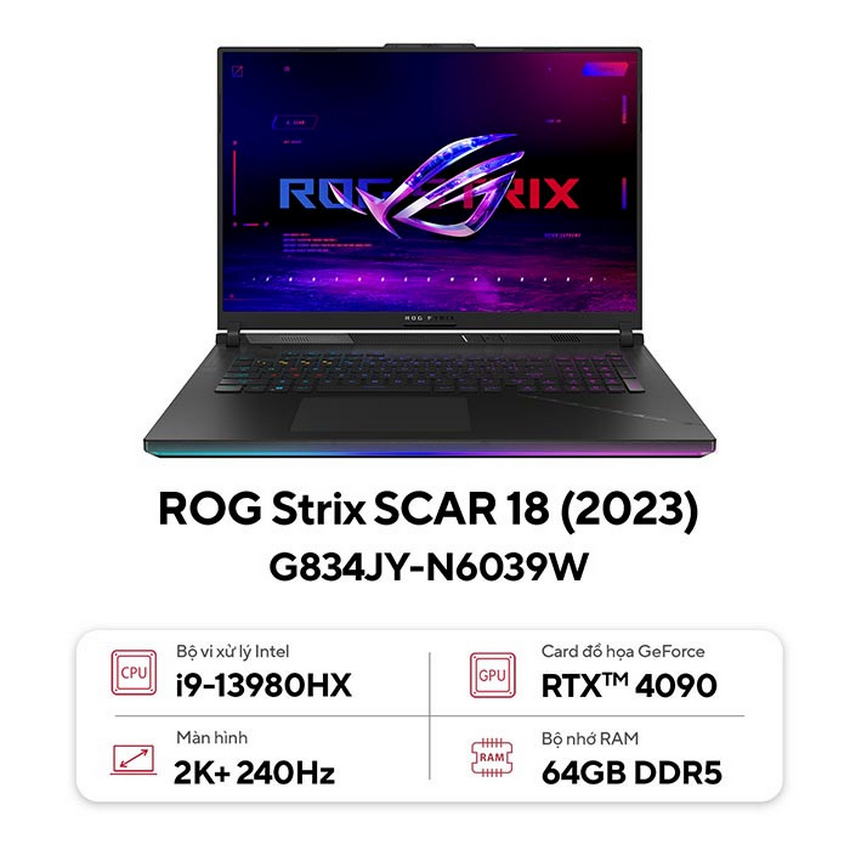 ROG STRIX
ROG STRIX
ROG Strix SCAR 18 (2023)
G834JY-N6039W
CPU
Bộ vi xử lý Intel
i9-13980HX
GPU
Card đồ họa GeForce
RTX™ 4090
Màn hình
2K+ 240Hz
RAM
Bộ nhớ RAM
64GB DDR5